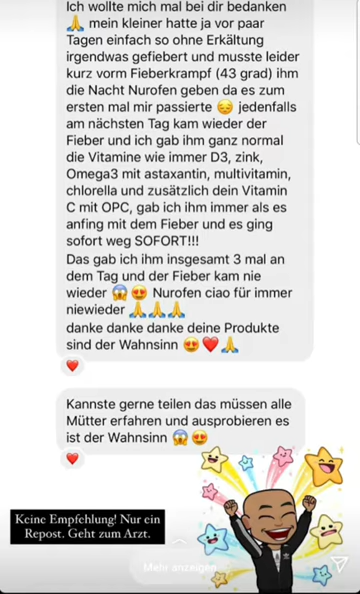 Ich wollte mich mal bei dir bedanken
🙏 mein kleiner hatte ja vor paar
Tagen einfach so ohne Erkältung
irgendwas gefiebert und musste leider
kurz vorm Fieberkrampf (43 grad) ihm
die Nacht Nurofen geben da es zum
ersten mal mir passierte 😔 jedenfalls
am nächsten Tag kam wieder der
Fieber und ich gab ihm ganz normal
die Vitamine wie immer D3, zink,
Omega3 mit astaxantin, multivitamin,
chlorella und zusätzlich dein Vitamin
C mit OPC, gab ich ihm immer als es
anfing mit dem Fieber und es ging
sofort weg SOFORT!!!
Das gab ich ihm insgesamt 3 mal an
dem Tag und der Fieber kam nie
wieder 😱😍 Nurofen ciao für immer
niewieder 🙏🙏🙏
danke danke danke deine Produkte
sind der Wahnsinn 😍❤️🙏
❤️
Kannste gerne teilen das müssen alle
Mütter erfahren und ausprobieren es
ist der Wahnsinn 😱😍
❤️
Keine Empfehlung! Nur ein
Repost. Geht zum Arzt.
Mehr anzeigen